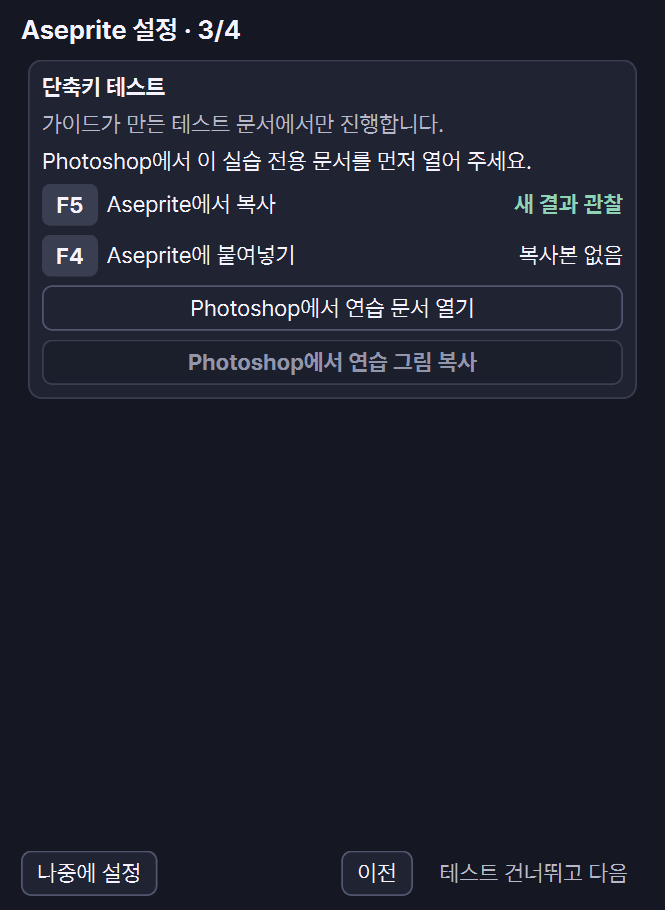 Aseprite 설정 · 3/4
단축키 테스트
가이드가 만든 테스트 문서에서만 진행합니다.
Photoshop에서 이 실습 전용 문서를 먼저 열어 주세요.
F5 Aseprite에서 복사 새 결과 관찰
F4 Aseprite에 붙여넣기 복사본 없음
Photoshop에서 연습 문서 열기
Photoshop에서 연습 그림 복사
나중에 설정 이전 테스트 건너뛰고 다음